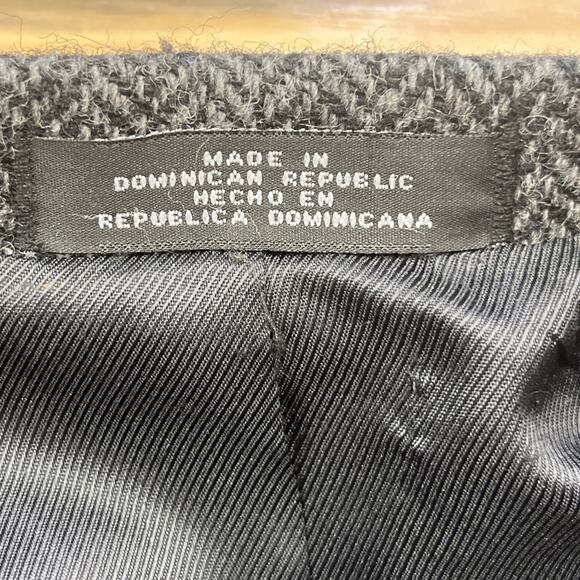 MADE IN
DOMINICAN REPUBLIC
HECHO EN
REPUBLICA DOMINICANA